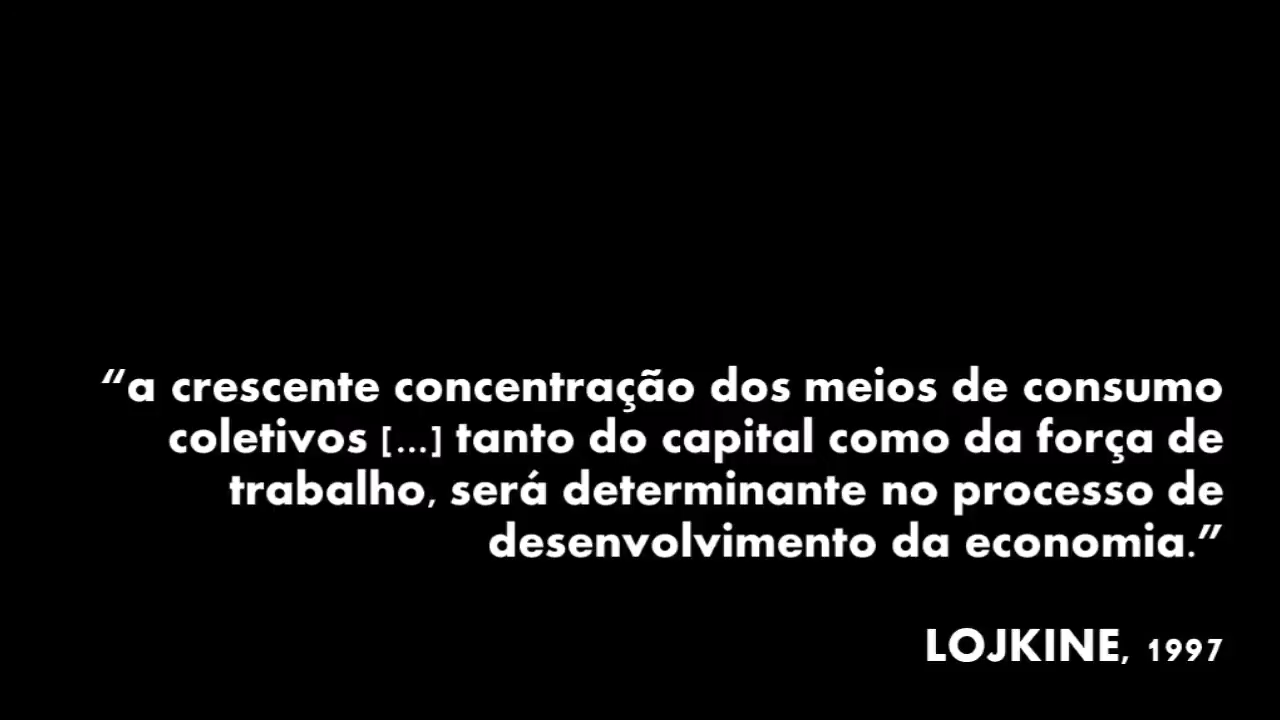 “a crescente concentração dos meios de consumo
coletivos [...] tanto do capital como da força de
trabalho, será determinante no processo de
desenvolvimento da economia.”
LOJKINE, 1997